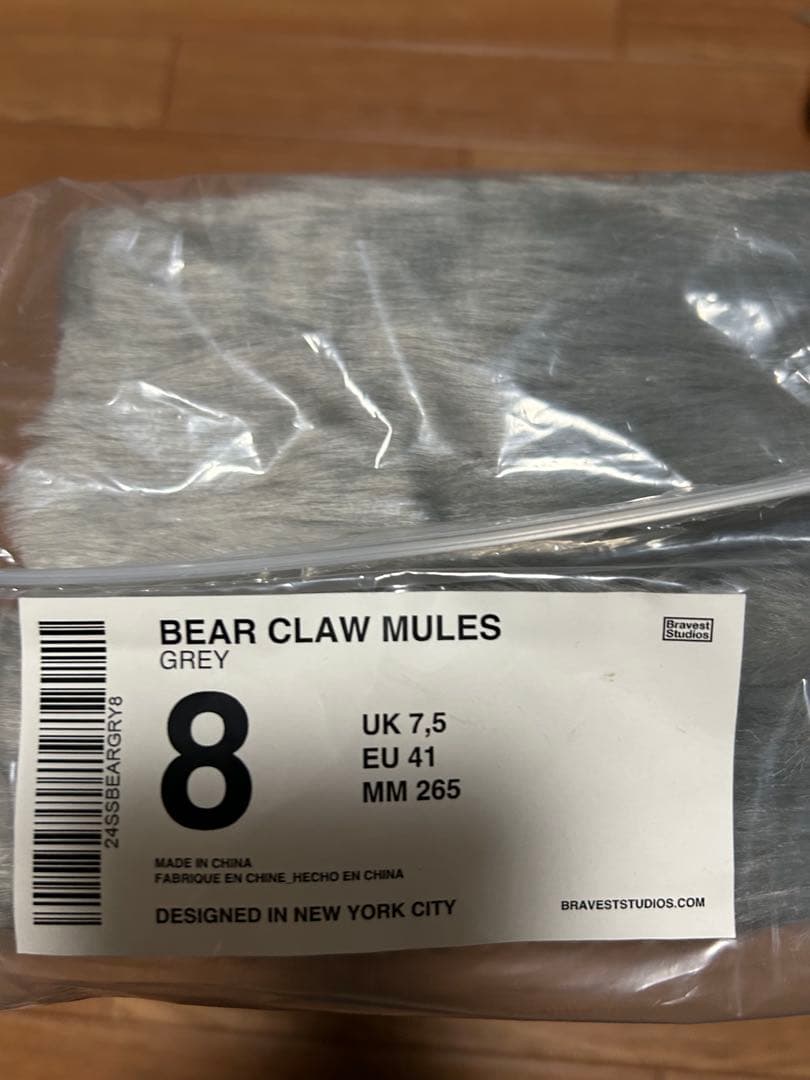 BEAR CLAW MULES
GREY
Bravest
Studios
8
UK 7,5
EU 41
MM 265
24SSBEARGRY8
MADE IN CHINA
FABRIQUE EN CHINE_HECHO EN CHINA
DESIGNED IN NEW YORK CITY
BRAVESTSTUDIOS.COM